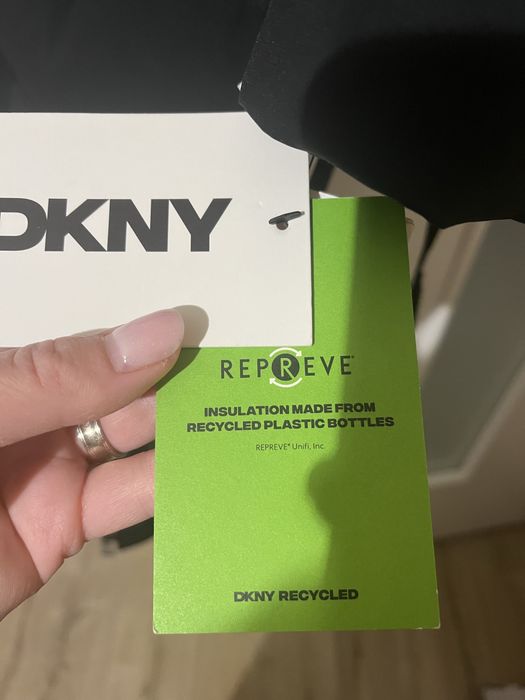 DKNY
REPREVE®
INSULATION MADE FROM
RECYCLED PLASTIC BOTTLES
REPREVE® Unifi, Inc.
DKNY RECYCLED